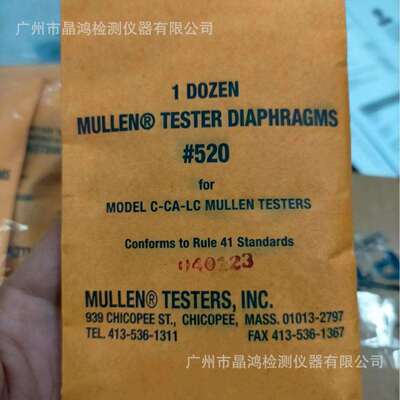 广州市晶鸿检测仪器有限公司
1 DOZEN
MULLEN® TESTER DIAPHRAGMS
#520
for
MODEL C-CA-LC MULLEN TESTERS
Conforms to Rule 41 Standards
040123
MULLEN® TESTERS, INC.
939 CHICOPEE ST., CHICOPEE, MASS. 01013-2797
TEL. 413-536-1311 FAX 413-536-1367
广州市晶鸿检测仪器有限公司